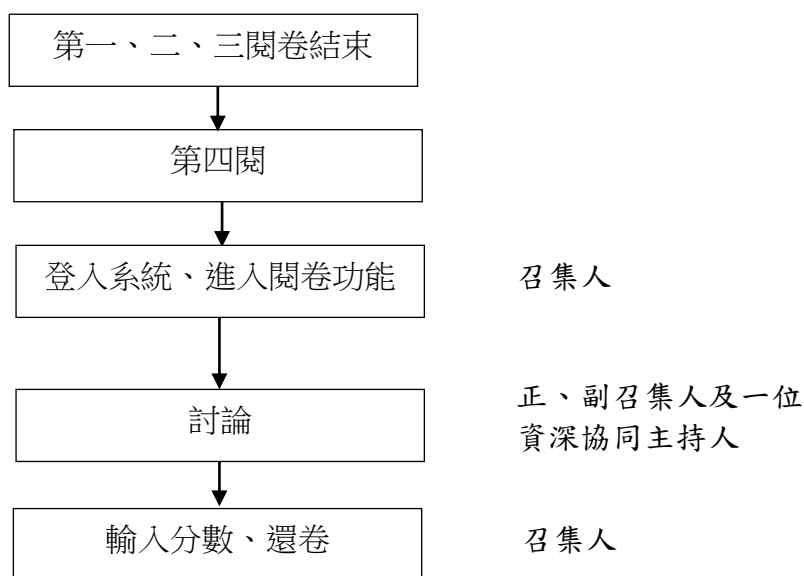 第一、二、三閱卷結束
第四閱
登入系統、進入閱卷功能
召集人
正、副召集人及一位
資深協同主持人
討論
輸入分數、還卷
召集人